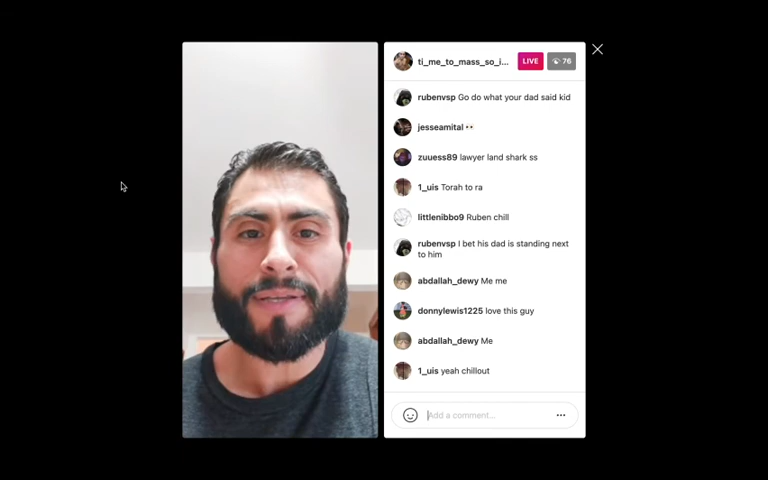 ti_me_to_mass_so_i... LIVE 76
rubenvsp Go do what your dad said kid
jesseamital
zuuess89 lawyer land shark ss
1_uis Torah to ra
littlenibbo9 Ruben chill
rubenvsp I bet his dad is standing next
to him
abdallah_dewy Me me
donnylewis1225 love this guy
abdallah_dewy Me
1_uis yeah chillout
Add a comment...